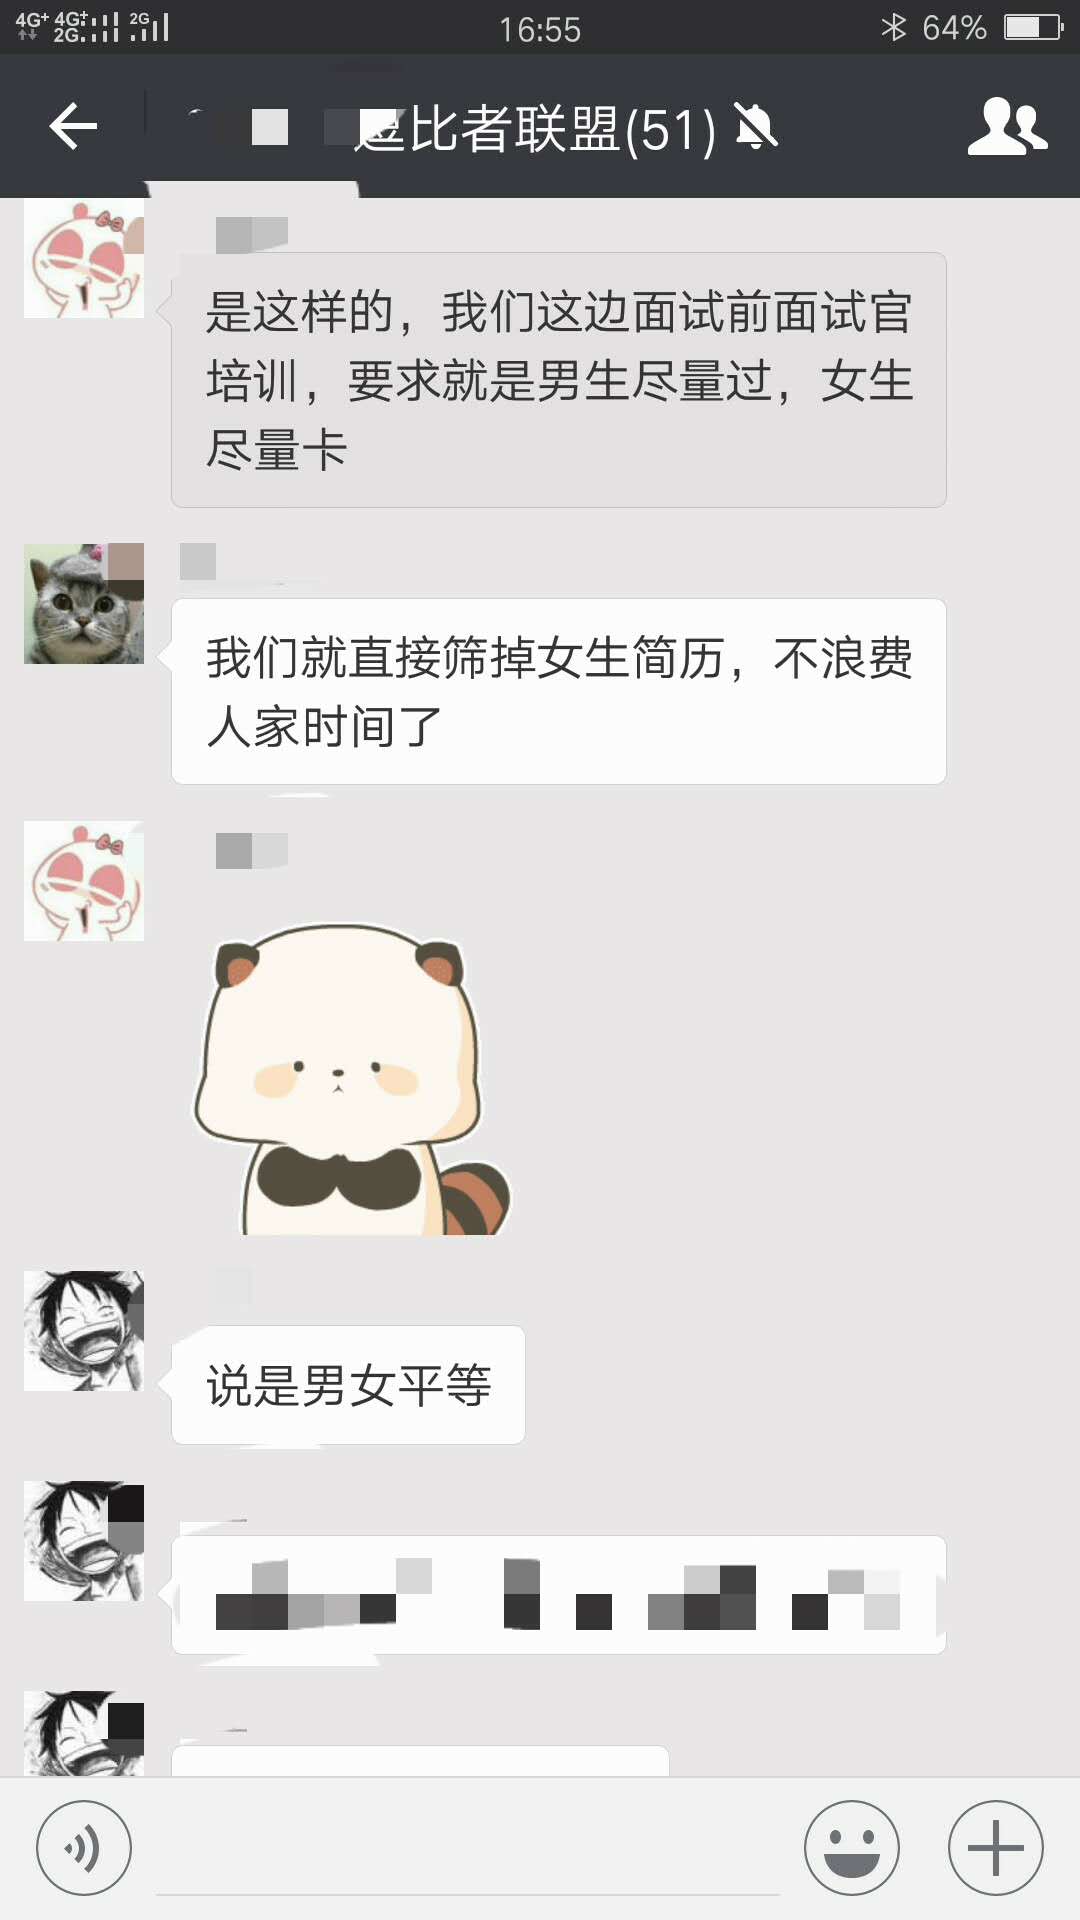 4G+ 4G+ 2G
2G
16:55
64%
逗比者联盟(51)
是这样的，我们这边面试前面试官
培训，要求就是男生尽量过，女生
尽量卡
我们就直接筛掉女生简历，不浪费
人家时间了
说是男女平等